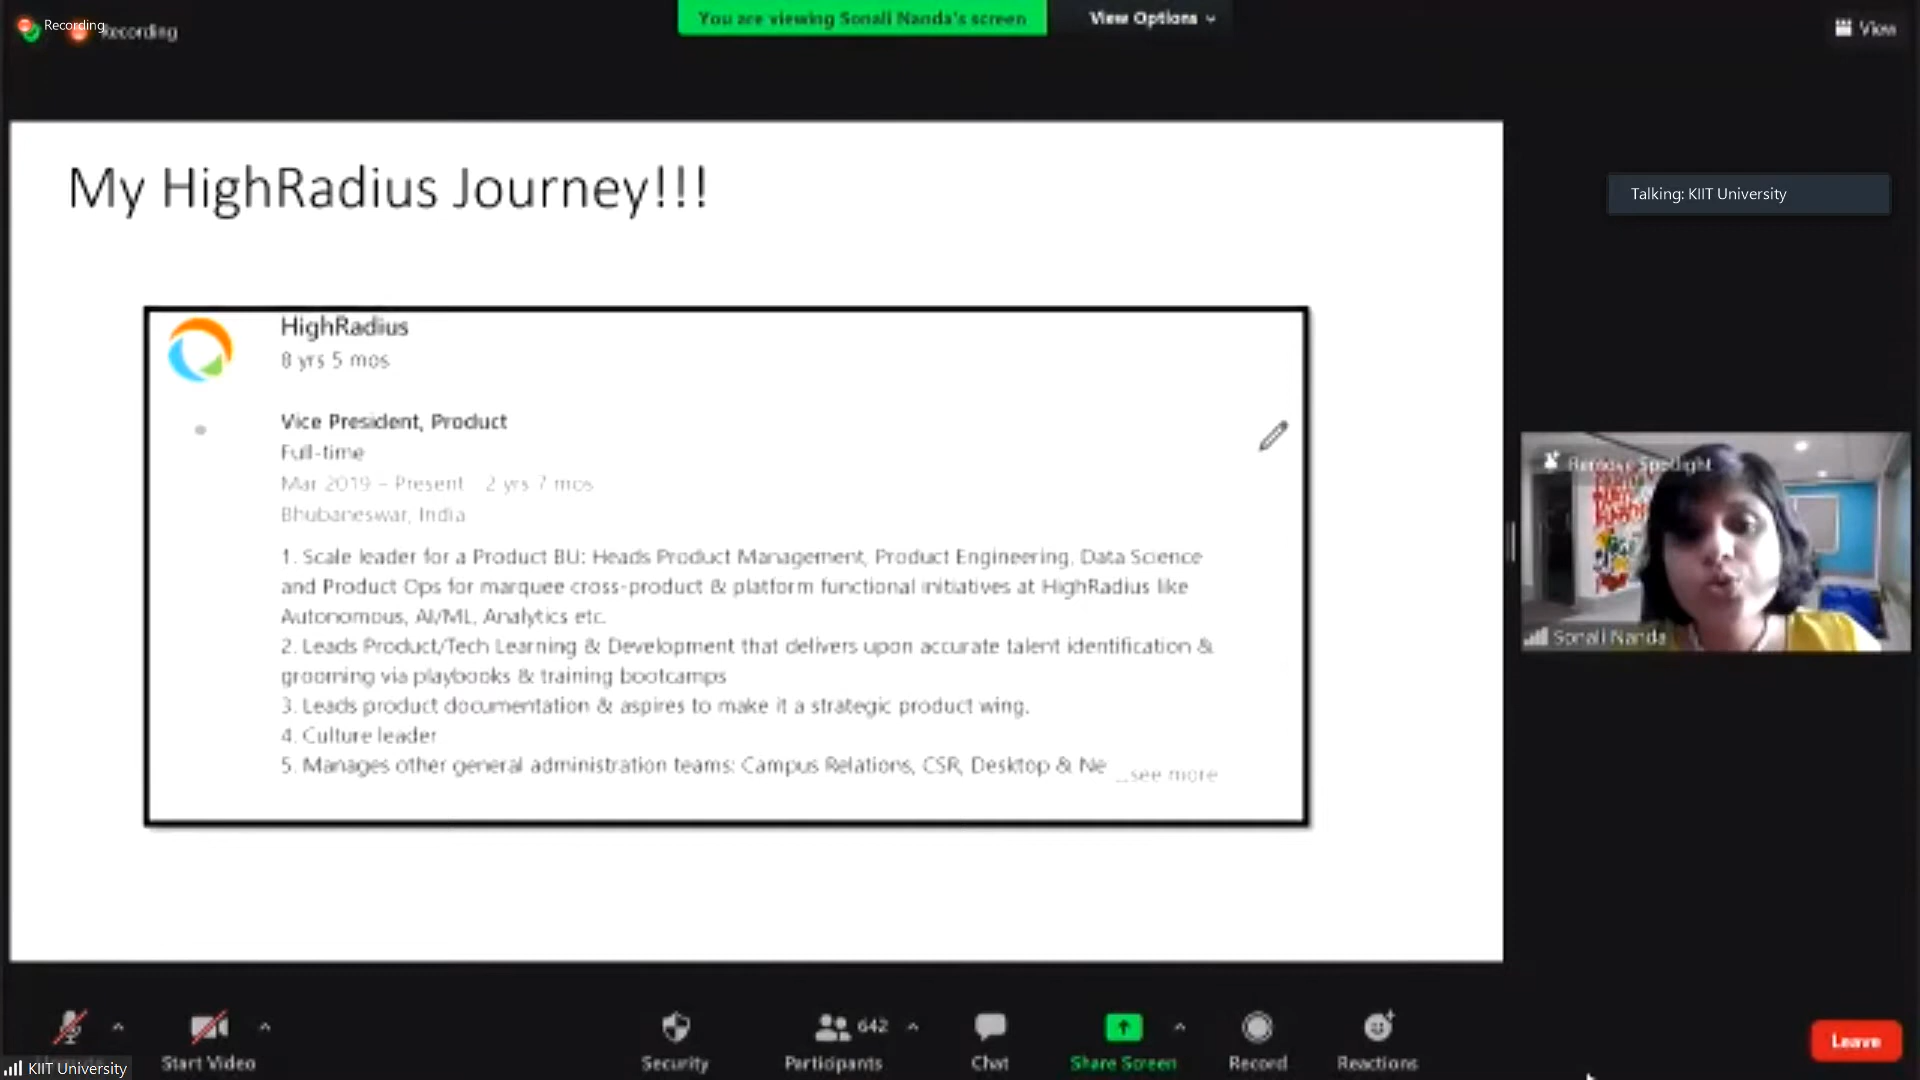 Recording
Recording
You are viewing Sonali Nanda's screen
View Options
View
My HighRadius Journey!!!
Talking: KIIT University
HighRadius
8 yrs 5 mos
Vice President, Product
Full-time
Mar 2019 – Present 2 yrs 7 mos
Bhubaneswar, India
1. Scale leader for a Product BU: Heads Product Management, Product Engineering, Data Science
and Product Ops for marquee cross-product & platform functional initiatives at HighRadius like
Autonomous, AI/ML, Analytics etc.
2. Leads Product/Tech Learning & Development that delivers upon accurate talent identification &
grooming via playbooks & training bootcamps
3. Leads product documentation & aspires to make it a strategic product wing.
4. Culture leader
5. Manages other general administration teams: Campus Relations, CSR, Desktop & Ne ...see more
Remove Spotlight
Sonali Nanda
642
Start Video
Security
Participants
Chat
Share Screen
Record
Reactions
Leave
KIIT University